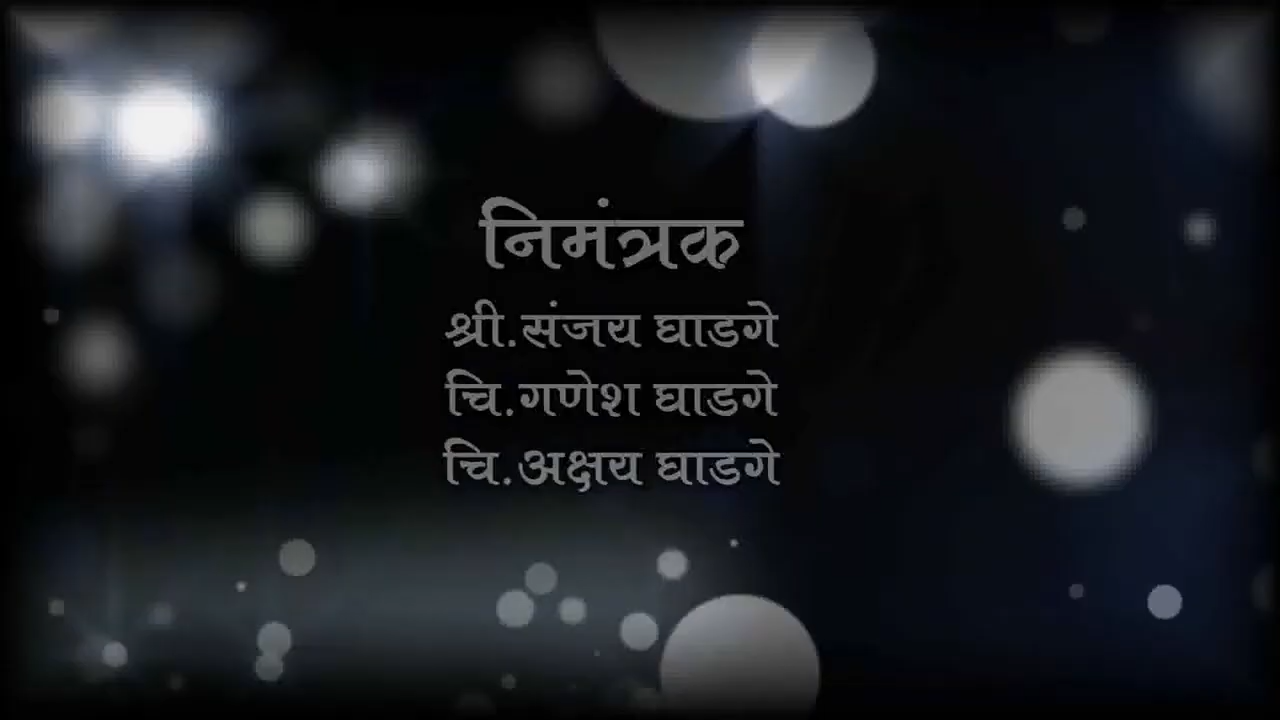 निमंत्रक
श्री.संजय घाडगे
चि.गणेश घाडगे
चि.अक्षय घाडगे